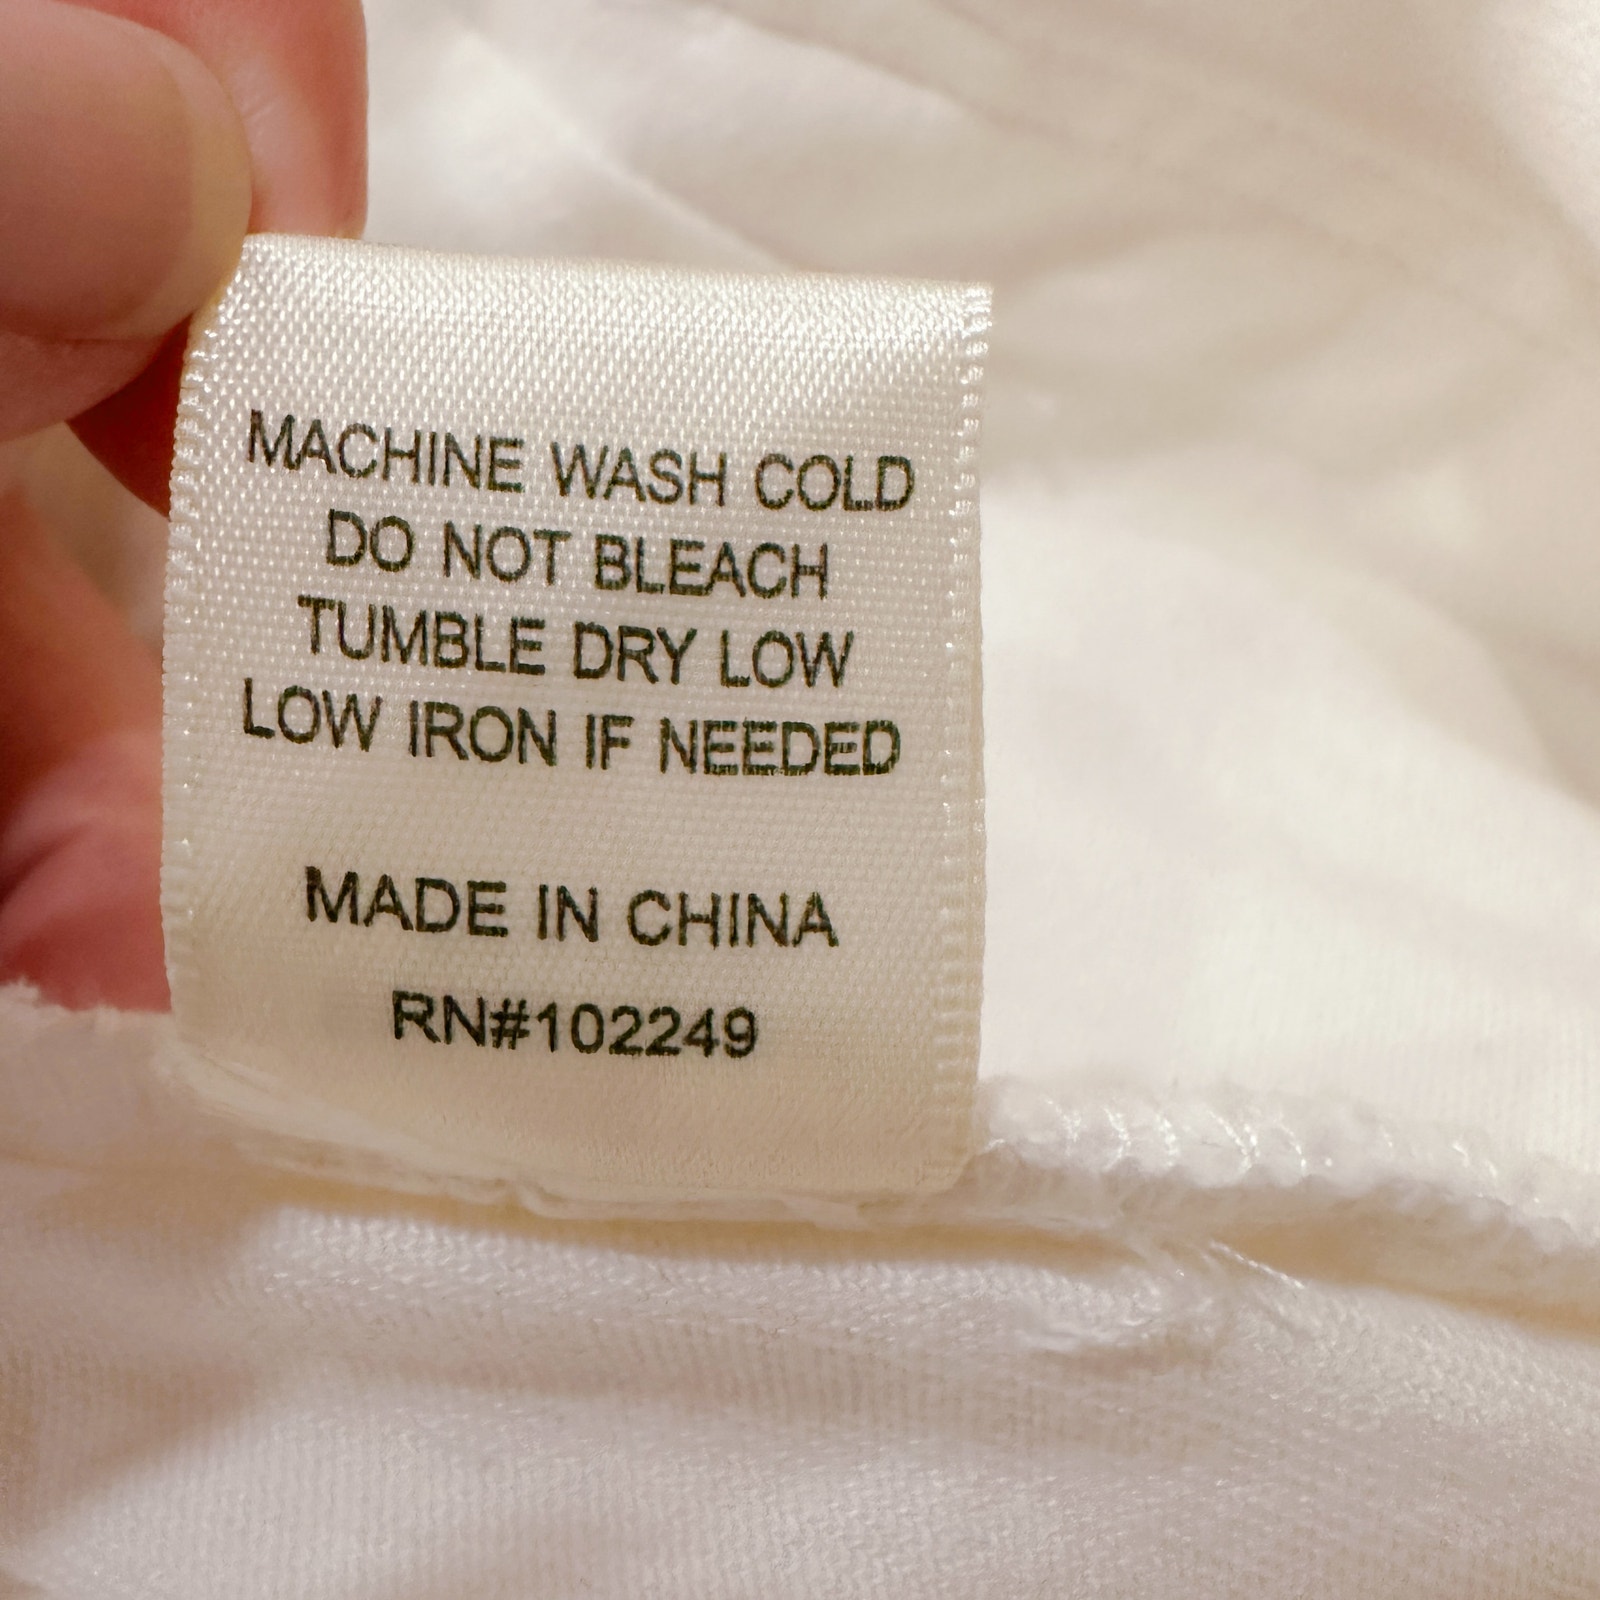 MACHINE WASH COLD
DO NOT BLEACH
TUMBLE DRY LOW
LOW IRON IF NEEDED
MADE IN CHINA
RN#102249